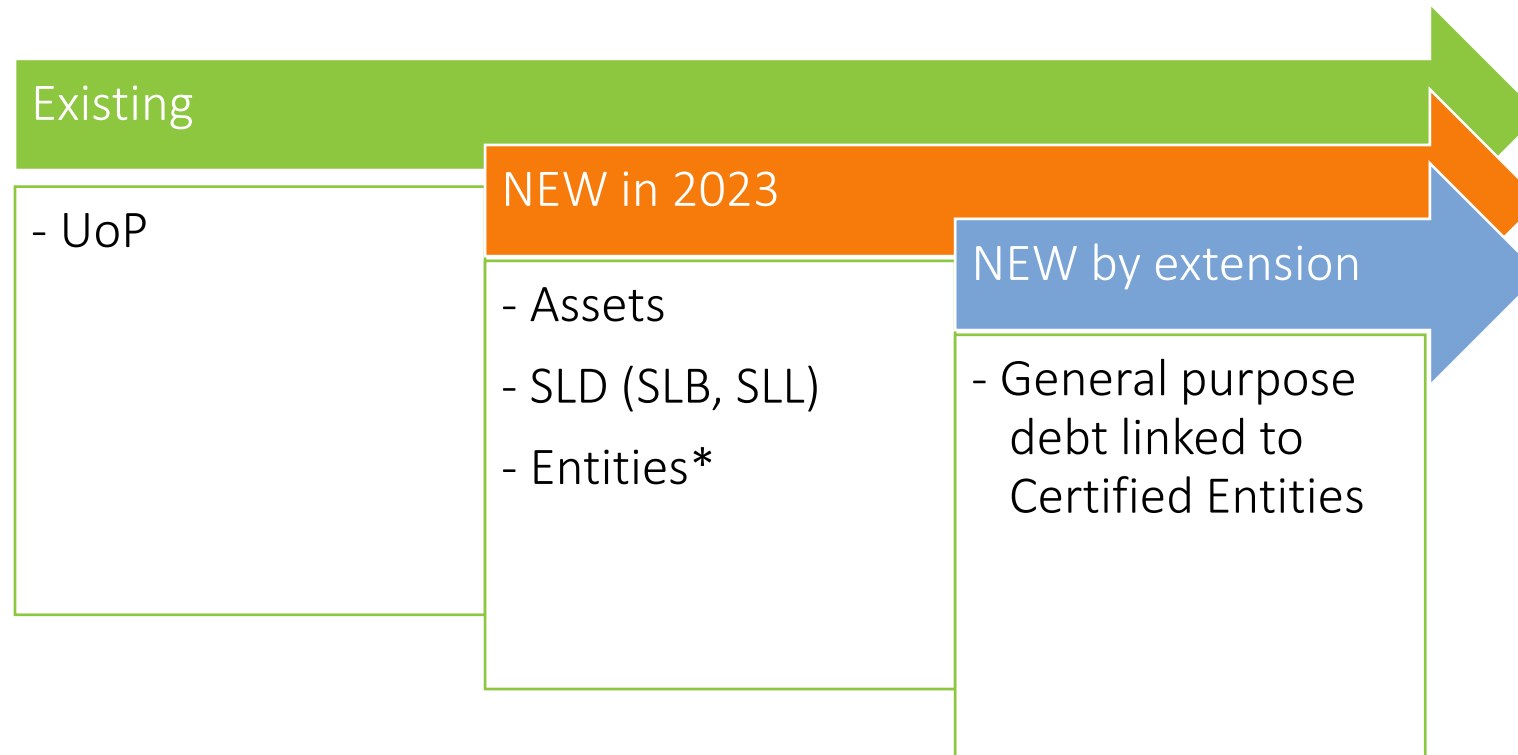 Existing
- UoP
NEW in 2023
- Assets
- SLD (SLB, SLL)
- Entities*
NEW by extension
- General purpose
debt linked to
Certified Entities